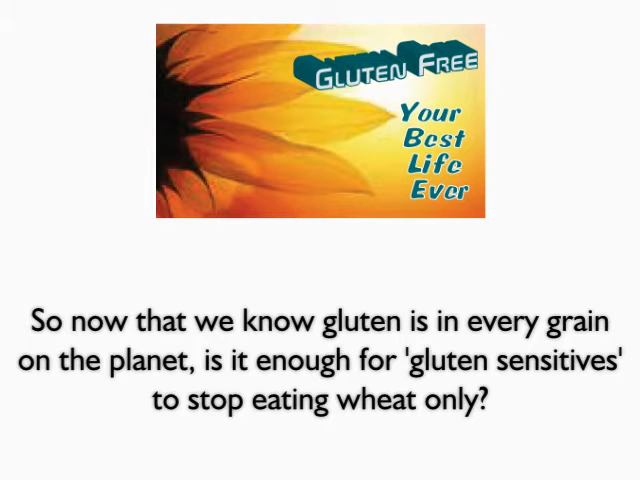 GLUTEN FREE
Your
Best
Life
Ever
So now that we know gluten is in every grain
on the planet, is it enough for 'gluten sensitives'
to stop eating wheat only?